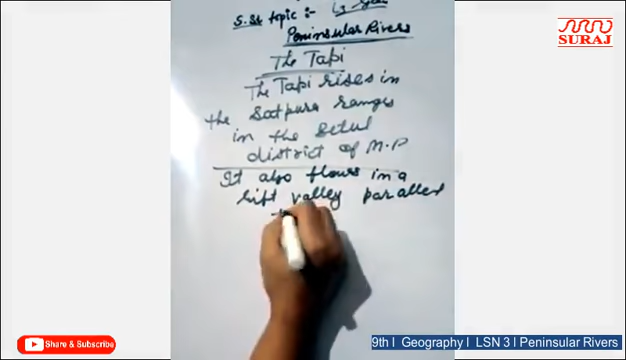 S.St topic :-
Peninsular Rivers
The Tapi
The Tapi rises in
the Satpura ranges
in the Betul
district of M.P
It also flows in a
rift valley parallel
SURAJ
Share & Subscribe
9th I Geography I LSN 3 I Peninsular Rivers